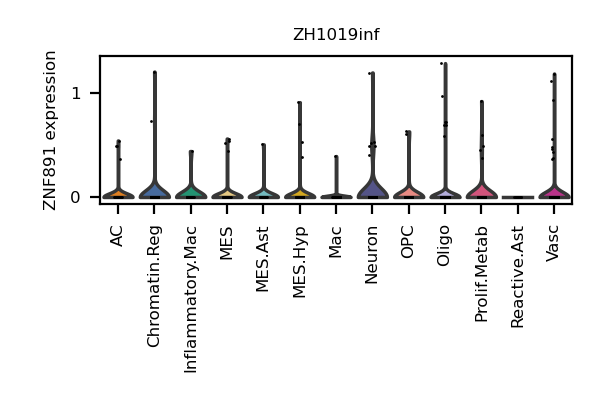 ZH1019inf
ZNF891 expression
1
0
AC
Chromatin.Reg
Inflammatory.Mac
MES
MES.Ast
MES.Hyp
Mac
Neuron
OPC
Oligo
Prolif.Metab
Reactive.Ast
Vasc